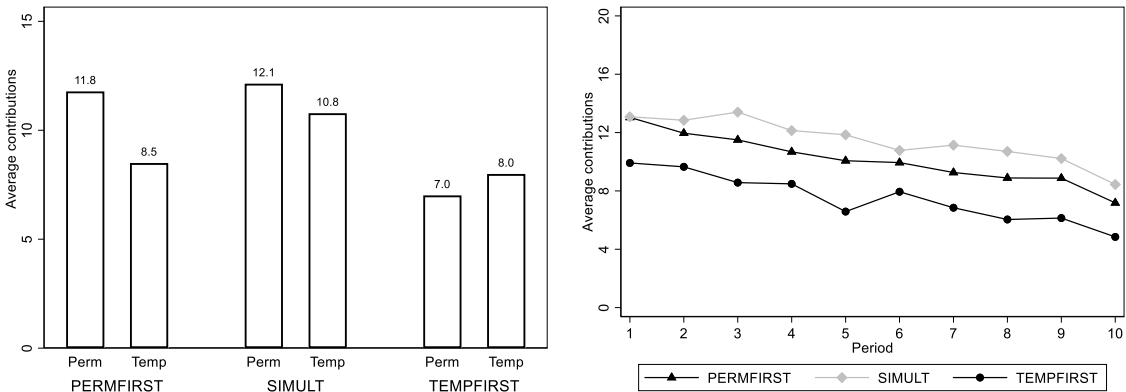 Average contributions
15
10
5
0
11.8
8.5
12.1
10.8
7.0
8.0
Perm Temp Perm Temp Perm Temp
PERMFIRST SIMULT TEMPFIRST
Average contributions
20
16
12
8
4
0
1 2 3 4 5 6 7 8 9 10
Period
PERMFIRST SIMULT TEMPFIRST